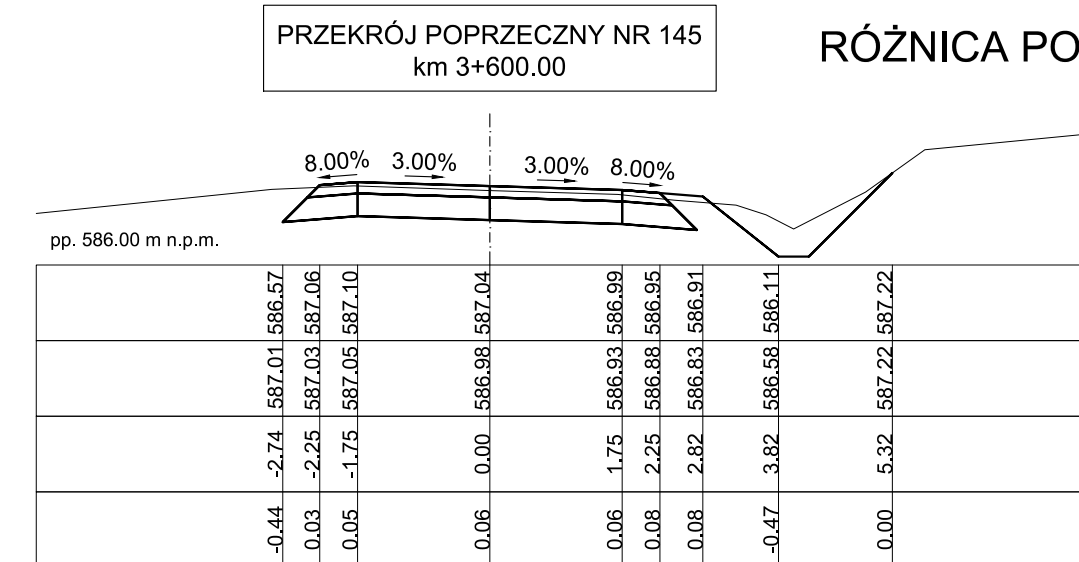 PRZEKRÓJ POPRZECZNY NR 145
km 3+600.00
RÓŻNICA PO
8.00% 3.00% 3.00% 8.00%
pp. 586.00 m n.p.m.
586.57 587.06 587.10 587.04 586.99 586.95 586.91 586.11 587.22
587.01 587.03 587.05 586.98 586.93 586.88 586.83 586.58 587.22
-2.74 -2.25 -1.75 0.00 1.75 2.25 2.82 3.82 5.32
-0.44 0.03 0.05 0.06 0.06 0.08 0.08 -0.47 0.00